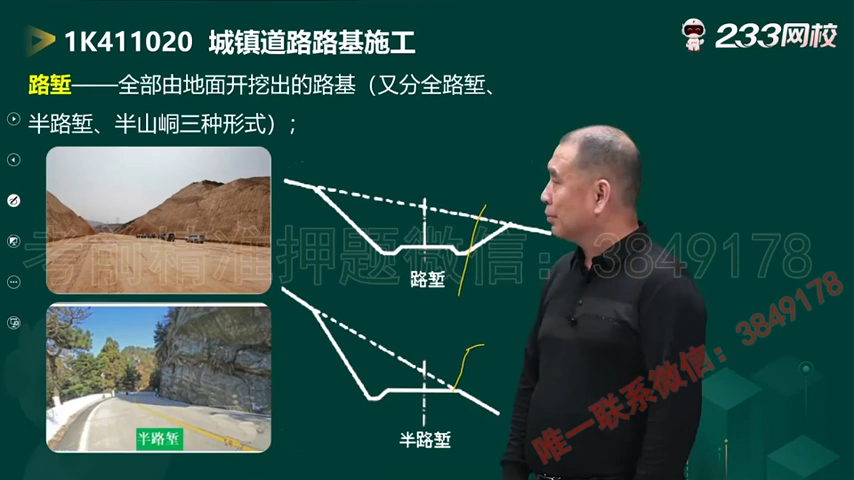 1K411020 城镇道路路基施工
233网校
路堑——全部由地面开挖出的路基（又分全路堑、
半路堑、半山峒三种形式）；
考前精准押题微信：3849178
路堑
半路堑
半路堑
唯一联系微信：3849178